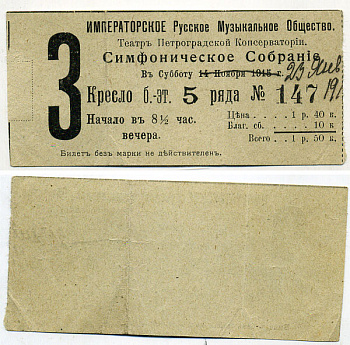 3
ИМПЕРАТОРСКОЕ Русское Музыкальное Общество.
Театръ Петроградской Консерваторіи.
Симфоническое Собраніе
Въ Субботу 14 Ноября 1915 г. 23 Янв.
Кресло б.-эт. 5 ряда № 147
Начало въ 8½ час. вечера.
Цѣна . . . 1 р. 40 к.
Благ. сб. . . . 10 к
Всего . . . 1 р. 50 к.
Билетъ безъ марки не дѣйствителенъ.